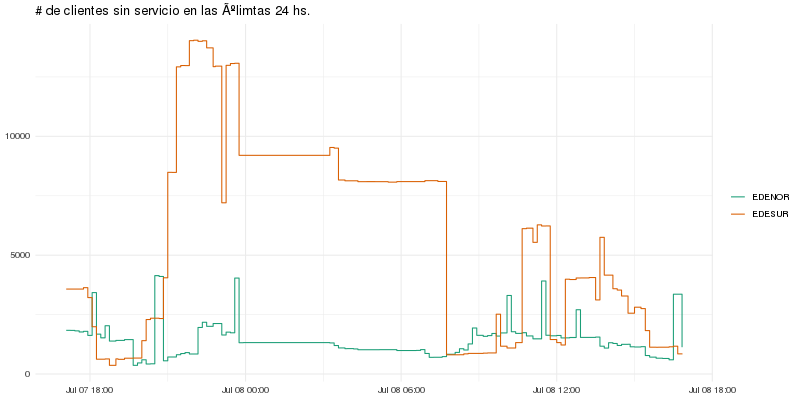 # de clientes sin servicio en las Ãºlimtas 24 hs.
10000
5000
0
EDENOR
EDESUR
Jul 07 18:00
Jul 08 00:00
Jul 08 06:00
Jul 08 12:00
Jul 08 18:00